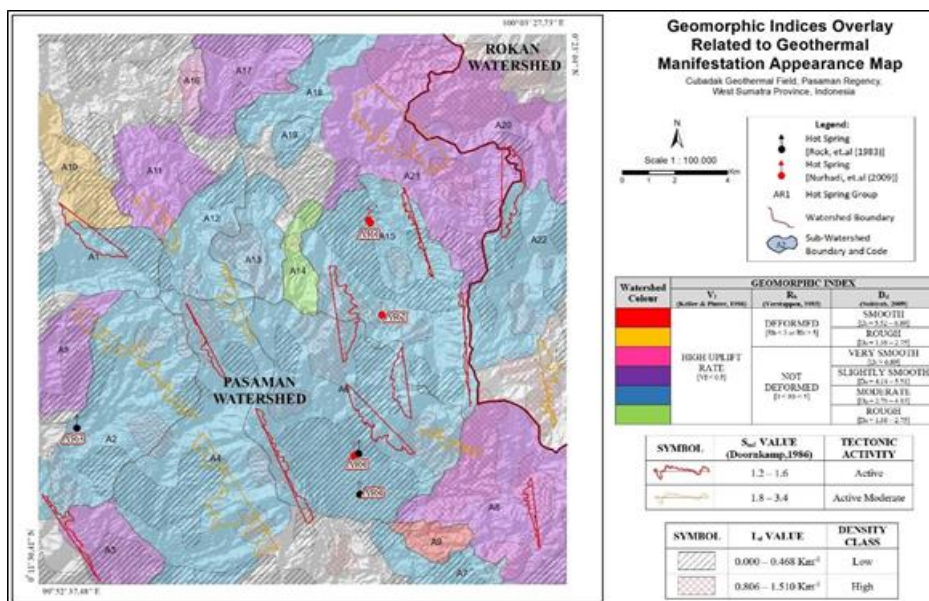 100°03'27,73" E
0°23'04" N
ROKAN
WATERSHED
A17
A16
A18
A19
A20
A10
A11
A21
A12
A22
A15
A1
A13
A14
PASAMAN
WATERSHED
A2
A4
A8
A9
A3
A7
0°11'30,41" N
99°52'37,48" E
Geomorphic Indices Overlay
Related to Geothermal
Manifestation Appearance Map
Cubadak Geothermal Field, Pasaman Regency,
West Sumatra Province, Indonesia
N
Scale 1 : 100.000
0 2 4
Km
Legend:
Hot Spring
[Rock, et.al (1983)]
Hot Spring
[Nurhadi, et.al (2009)]
AR1 Hot Spring Group
Watershed Boundary
A2 Sub-Watershed
Boundary and Code
Watershed Colour
GEOMORPHIC INDEX
HIGH UPLIFT RATE
DEFORMED
NOT DEFORMED
SMOOTH
ROUGH
VERY SMOOTH
SLIGHTLY SMOOTH
MODERATE
ROUGH
SYMBOL VALUE TECTONIC ACTIVITY
(Doornkamp,1986)
1.2 – 1.6 Active
1.8 – 3.4 Active Moderate
SYMBOL VALUE DENSITY CLASS
0.000 – 0.468 Km⁻¹ Low
0.806 – 1.510 Km⁻¹ High